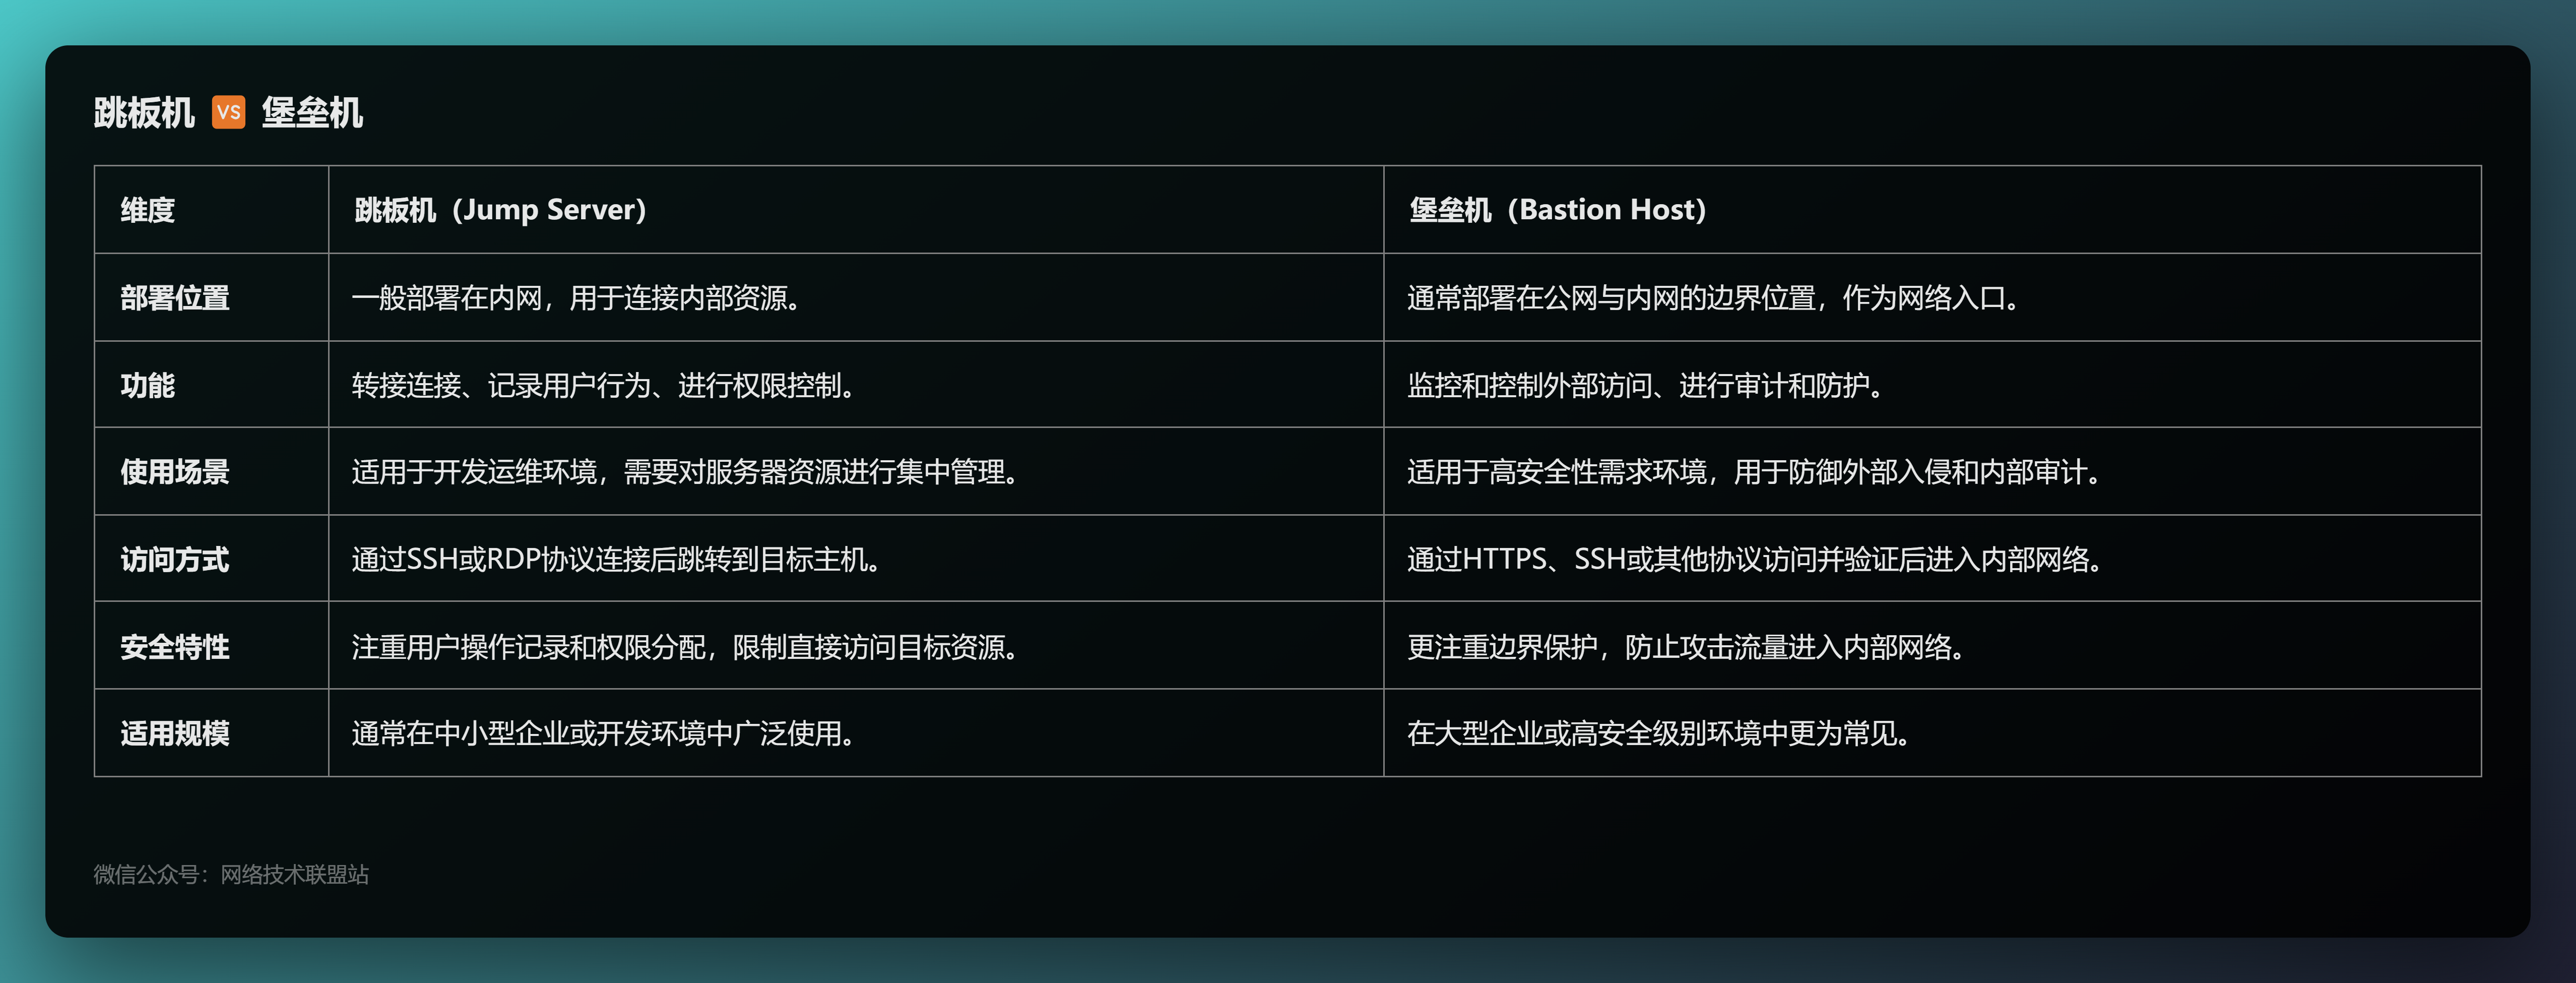 跳板机 VS 堡垒机
维度 跳板机（Jump Server） 堡垒机（Bastion Host）
部署位置 一般部署在内网，用于连接内部资源。 通常部署在公网与内网的边界位置，作为网络入口。
功能 转接连接、记录用户行为、进行权限控制。 监控和控制外部访问、进行审计和防护。
使用场景 适用于开发运维环境，需要对服务器资源进行集中管理。 适用于高安全性需求环境，用于防御外部入侵和内部审计。
访问方式 通过SSH或RDP协议连接后跳转到目标主机。 通过HTTPS、SSH或其他协议访问并验证后进入内部网络。
安全特性 注重用户操作记录和权限分配，限制直接访问目标资源。 更注重边界保护，防止攻击流量进入内部网络。
适用规模 通常在中小型企业或开发环境中广泛使用。 在大型企业或高安全级别环境中更为常见。
微信公众号：网络技术联盟站